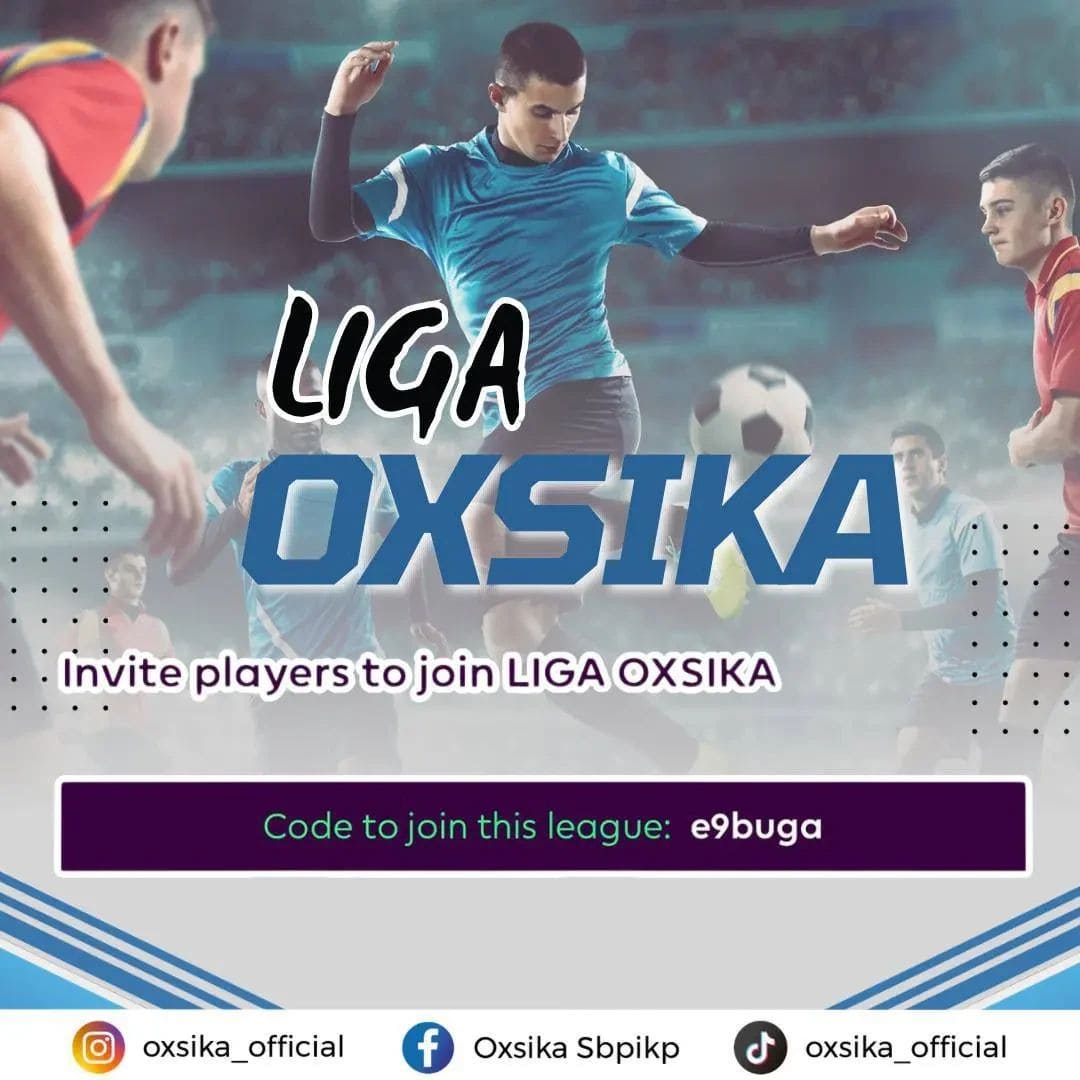 LIGA
OXSIKA
Invite players to join LIGA OXSIKA
Code to join this league: e9buga
oxsika_official
Oxsika Sbpikp
oxsika_official